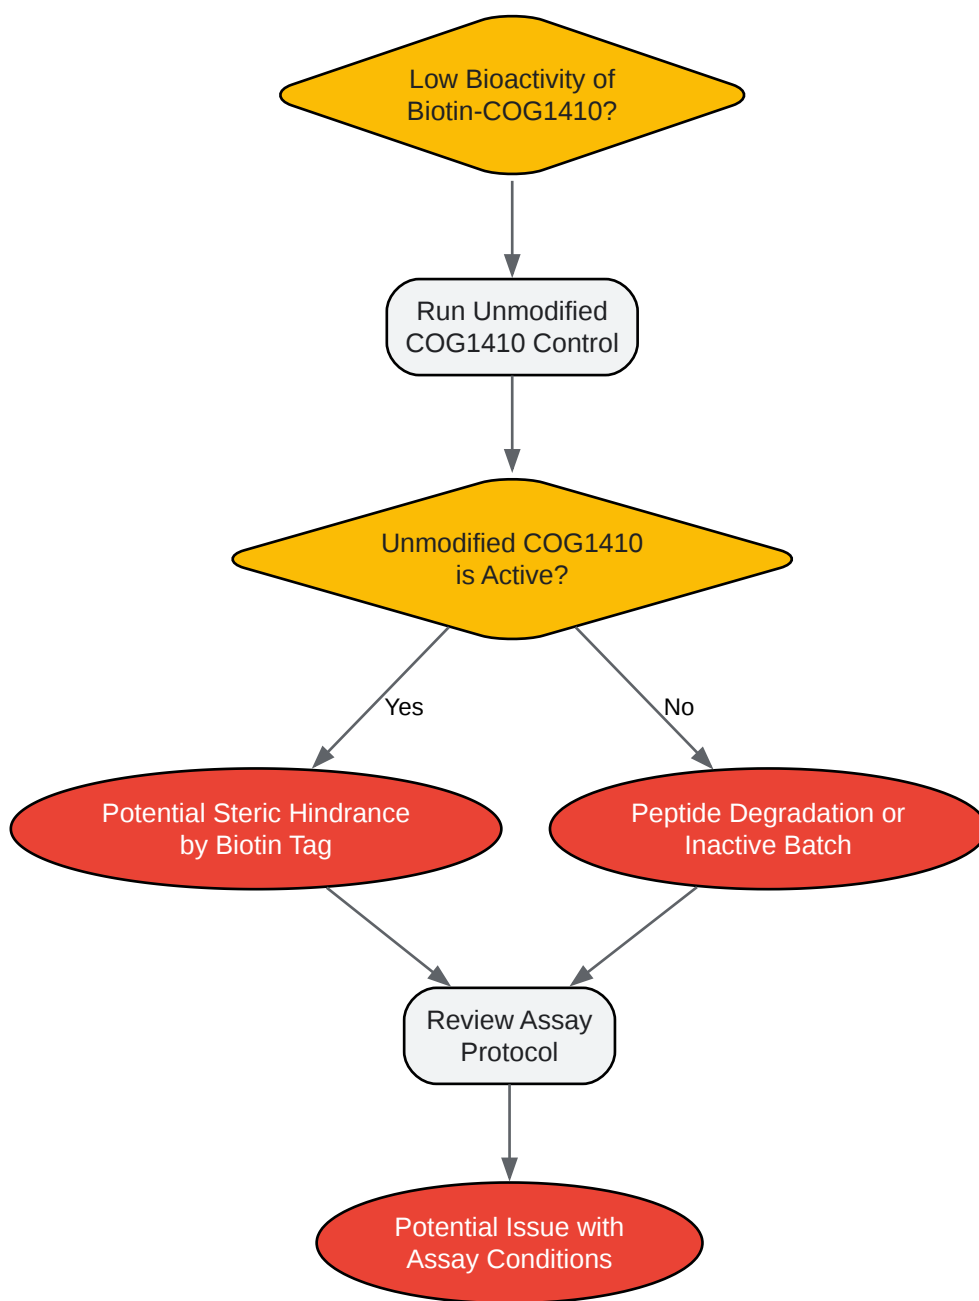 Low Bioactivity of
Biotin-COG1410?
Run Unmodified
COG1410 Control
Unmodified COG1410
is Active?
Yes
No
Potential Steric Hindrance
by Biotin Tag
Peptide Degradation or
Inactive Batch
Review Assay
Protocol
Potential Issue with
Assay Conditions